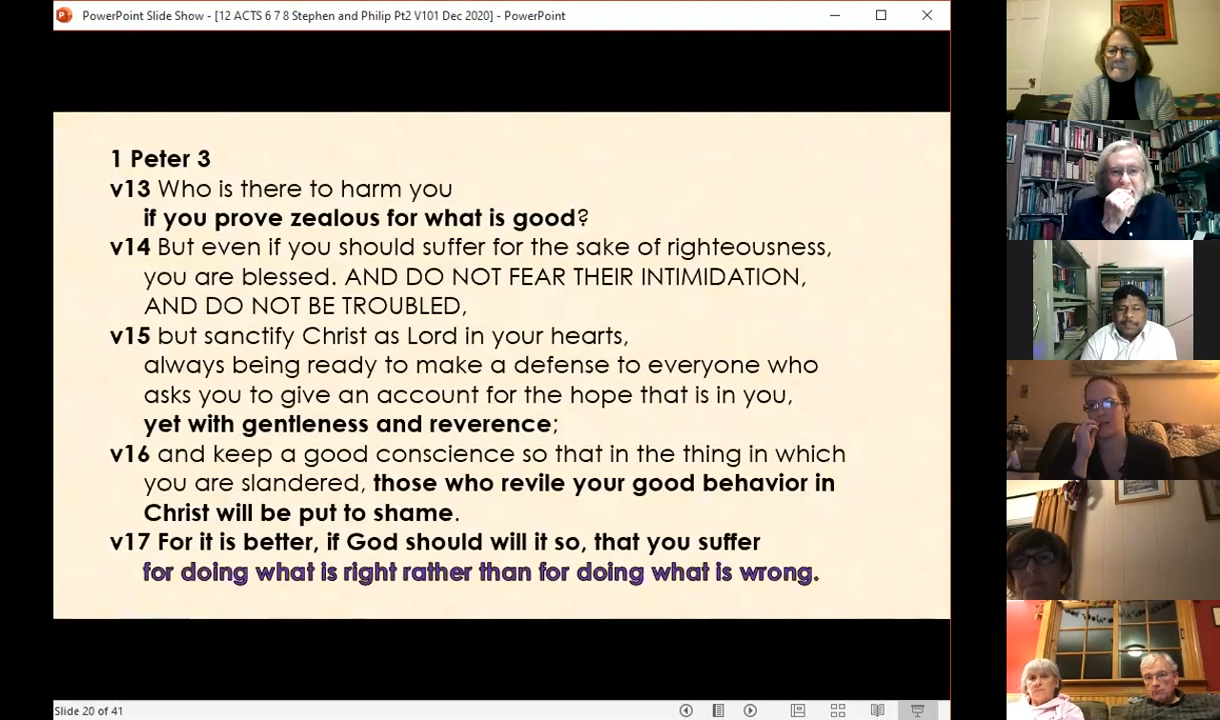 PowerPoint Slide Show - [12 ACTS 6 7 8 Stephen and Philip Pt2 V101 Dec 2020] - PowerPoint
1 Peter 3
v13 Who is there to harm you
if you prove zealous for what is good?
v14 But even if you should suffer for the sake of righteousness,
you are blessed. AND DO NOT FEAR THEIR INTIMIDATION,
AND DO NOT BE TROUBLED,
v15 but sanctify Christ as Lord in your hearts,
always being ready to make a defense to everyone who
asks you to give an account for the hope that is in you,
yet with gentleness and reverence;
v16 and keep a good conscience so that in the thing in which
you are slandered, those who revile your good behavior in
Christ will be put to shame.
v17 For it is better, if God should will it so, that you suffer
for doing what is right rather than for doing what is wrong.
Slide 20 of 41